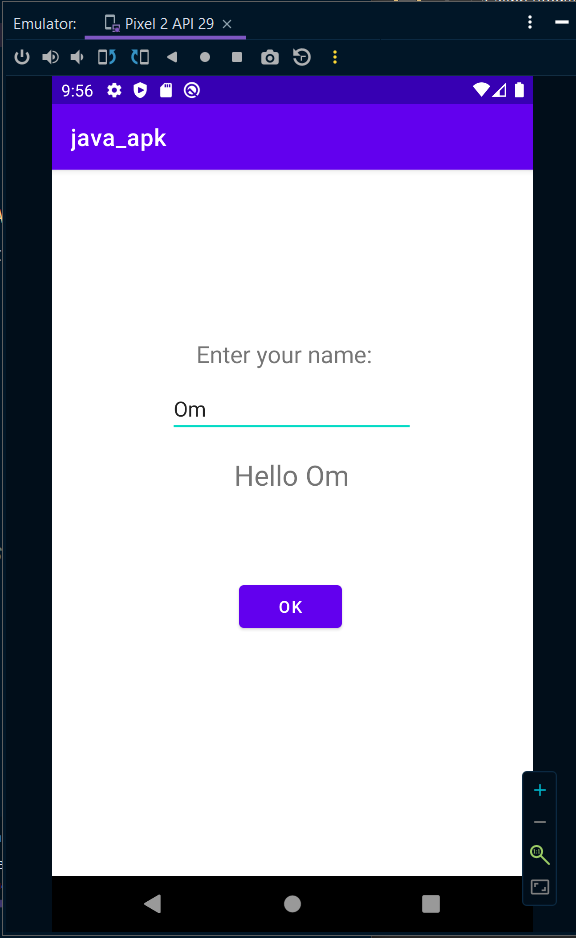 Emulator: Pixel 2 API 29
9:56
java_apk
Enter your name:
Om
Hello Om
OK